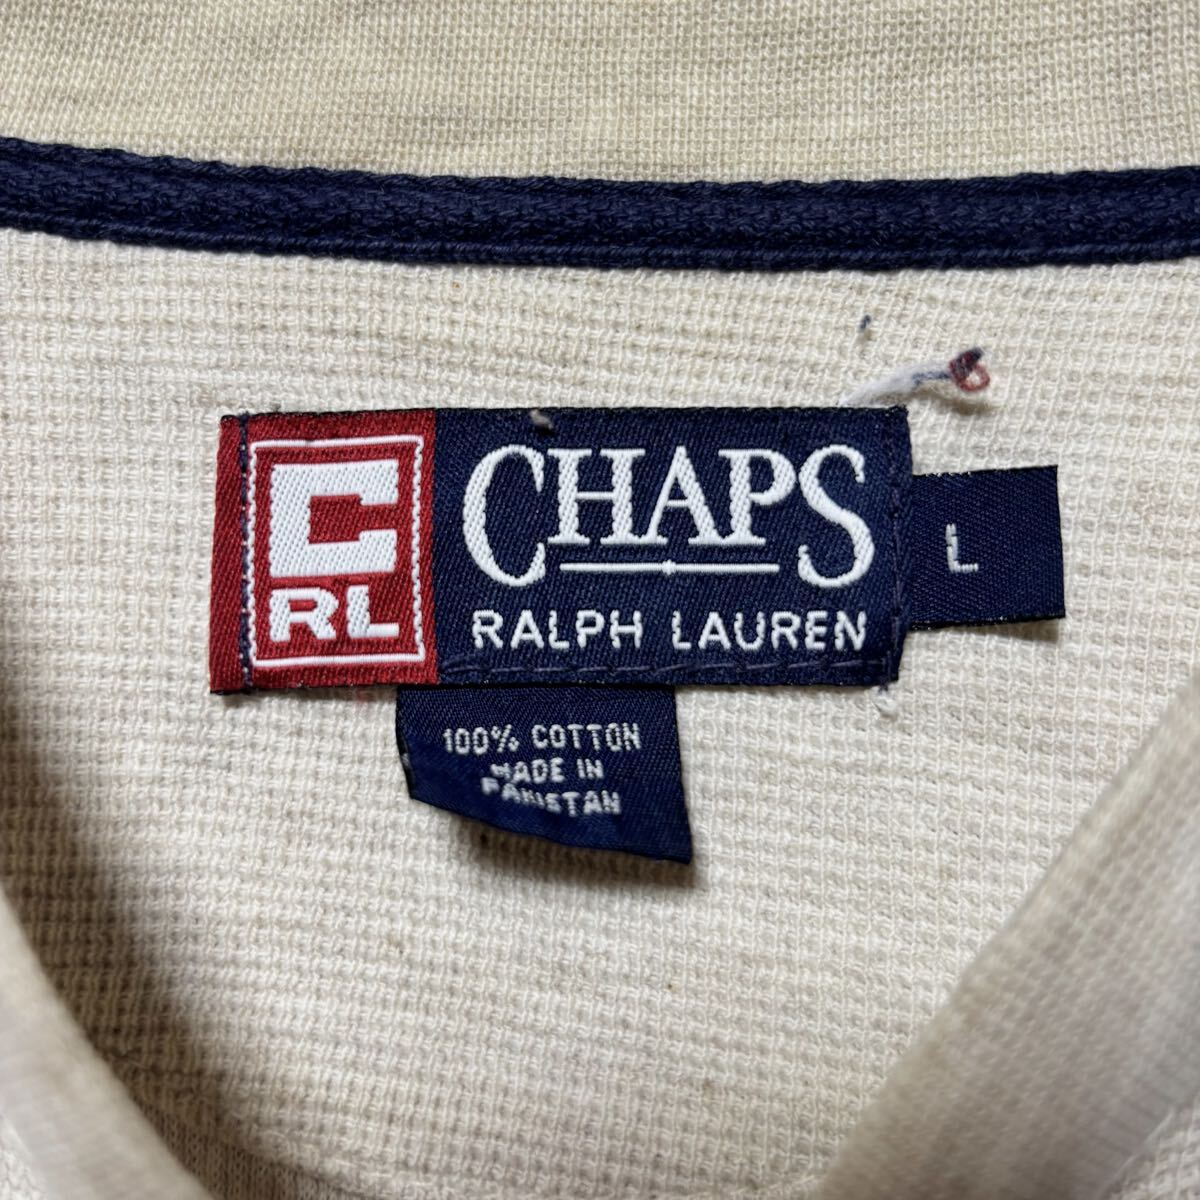 C
RL
CHAPS
RALPH LAUREN
L
100% COTTON
MADE IN
PAKISTAN